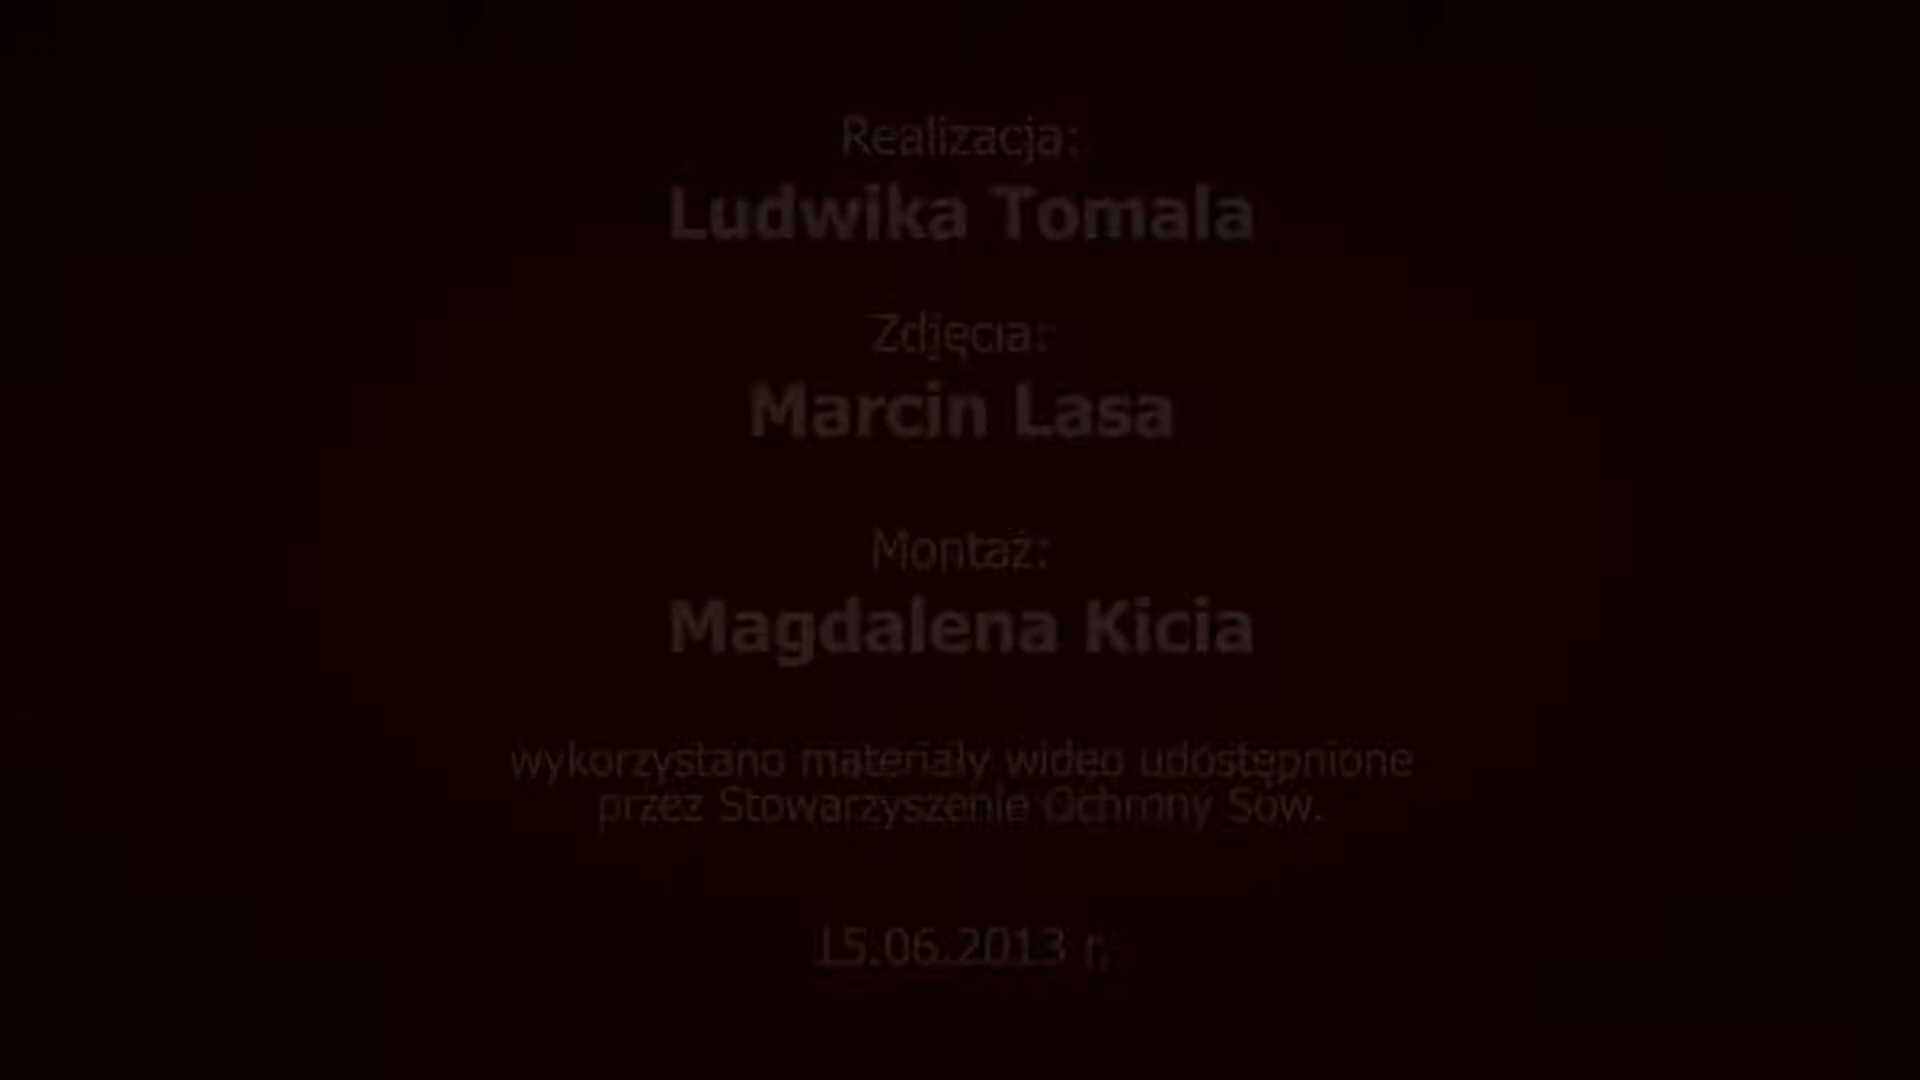 Realizacja:
Ludwika Tomala
Zdjęcia:
Marcin Lasa
Montaż:
Magdalena Kicia
wykorzystano materiały wideo udostępnione
przez Stowarzyszenie Ochrony Sów.
15.06.2013 r.